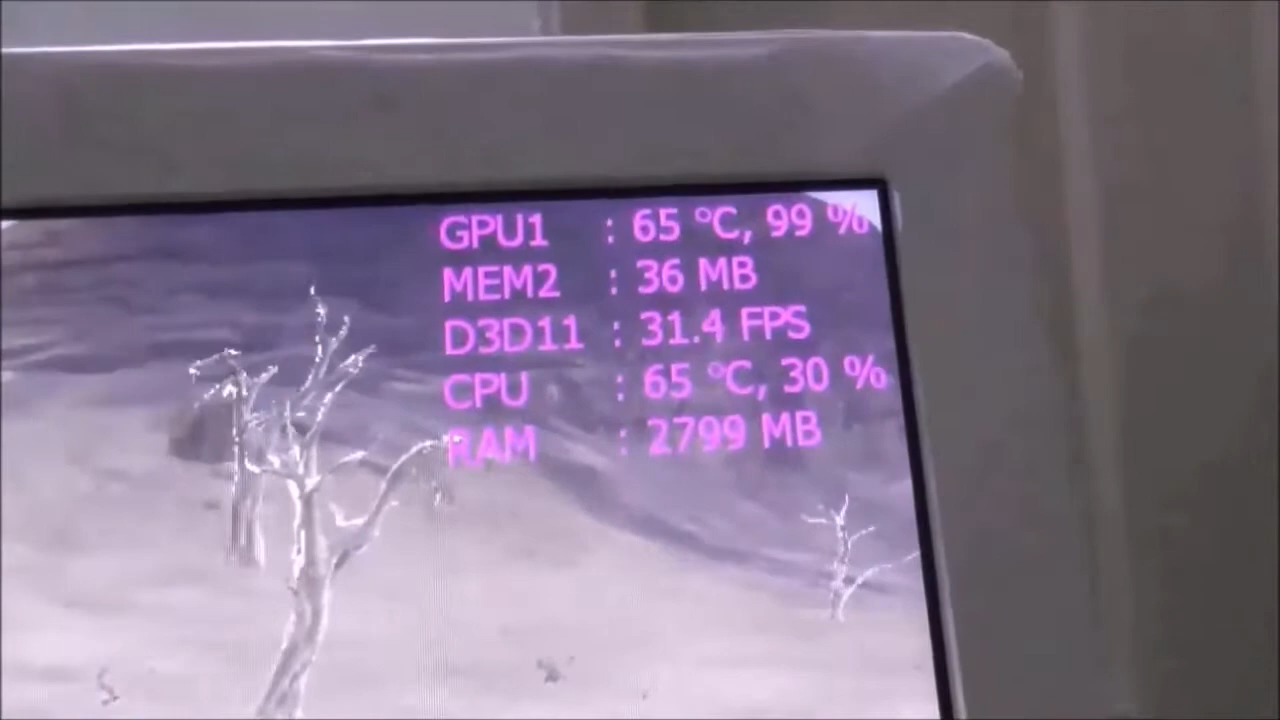 GPU1 : 65 °C, 99 %
MEM2 : 36 MB
D3D11 : 31.4 FPS
CPU : 65 °C, 30 %
RAM : 2799 MB